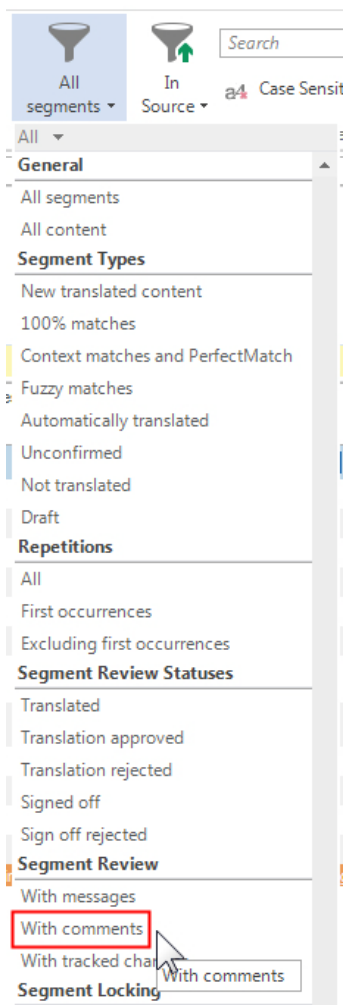 All segments
In Source
Search
Case Sensit
All
General
All segments
All content
Segment Types
New translated content
100% matches
Context matches and PerfectMatch
Fuzzy matches
Automatically translated
Unconfirmed
Not translated
Draft
Repetitions
All
First occurrences
Excluding first occurrences
Segment Review Statuses
Translated
Translation approved
Translation rejected
Signed off
Sign off rejected
Segment Review
With messages
With comments
With tracked char
With comments
Segment Locking